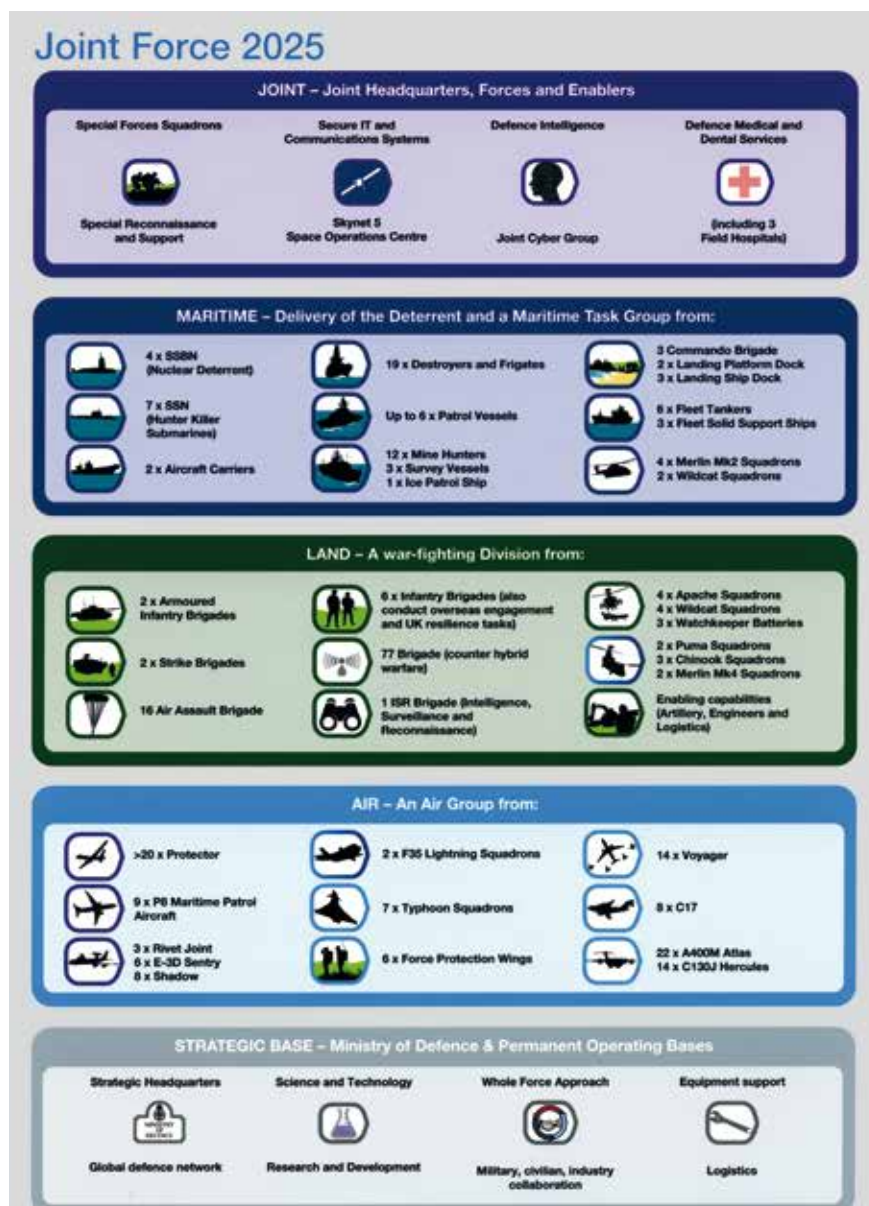 Joint Force 2025
JOINT – Joint Headquarters, Forces and Enablers
Special Forces Squadrons
Special Reconnaissance
and Support
Secure IT and
Communications Systems
Skynet 5
Space Operations Centre
Defence Intelligence
Joint Cyber Group
Defence Medical and
Dental Services
(including 3
Field Hospitals)
MARITIME – Delivery of the Deterrent and a Maritime Task Group from:
4 x SSBN
(Nuclear Deterrent)
7 x SSN
(Hunter Killer
Submarines)
2 x Aircraft Carriers
19 x Destroyers and Frigates
Up to 6 x Patrol Vessels
12 x Mine Hunters
3 x Survey Vessels
1 x Ice Patrol Ship
3 Commando Brigade
2 x Landing Platform Dock
3 x Landing Ship Dock
6 x Fleet Tankers
3 x Fleet Solid Support Ships
4 x Merlin Mk2 Squadrons
2 x Wildcat Squadrons
LAND – A war-fighting Division from:
2 x Armoured
Infantry Brigades
2 x Strike Brigades
16 Air Assault Brigade
6 x Infantry Brigades (also
conduct overseas engagement
and UK resilience tasks)
77 Brigade (counter hybrid
warfare)
1 ISR Brigade (Intelligence,
Surveillance and
Reconnaissance)
4 x Apache Squadrons
4 x Wildcat Squadrons
3 x Watchkeeper Batteries
2 x Puma Squadrons
3 x Chinook Squadrons
2 x Merlin Mk4 Squadrons
Enabling capabilities
(Artillery, Engineers and
Logistics)
AIR – An Air Group from:
>20 x Protector
9 x P8 Maritime Patrol
Aircraft
3 x Rivet Joint
6 x E-3D Sentry
8 x Shadow
2 x F35 Lightning Squadrons
7 x Typhoon Squadrons
6 x Force Protection Wings
14 x Voyager
8 x C17
22 x A400M Atlas
14 x C130J Hercules
STRATEGIC BASE – Ministry of Defence & Permanent Operating Bases
Strategic Headquarters
MINISTRY
OF
DEFENCE
Global defence network
Science and Technology
Research and Development
Whole Force Approach
Military, civilian, industry
collaboration
Equipment support
Logistics